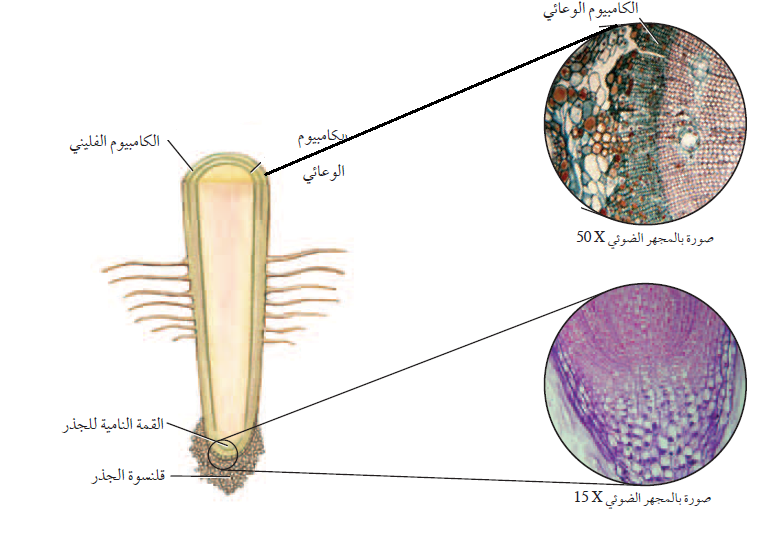 الكامبيوم الوعائي
الكامبيوم الفليني
الكامبيوم
الوعائي
صورة بالمجهر الضوئي 50 X
القمة النامية للجذر
قلنسوة الجذر
صورة بالمجهر الضوئي 15 X